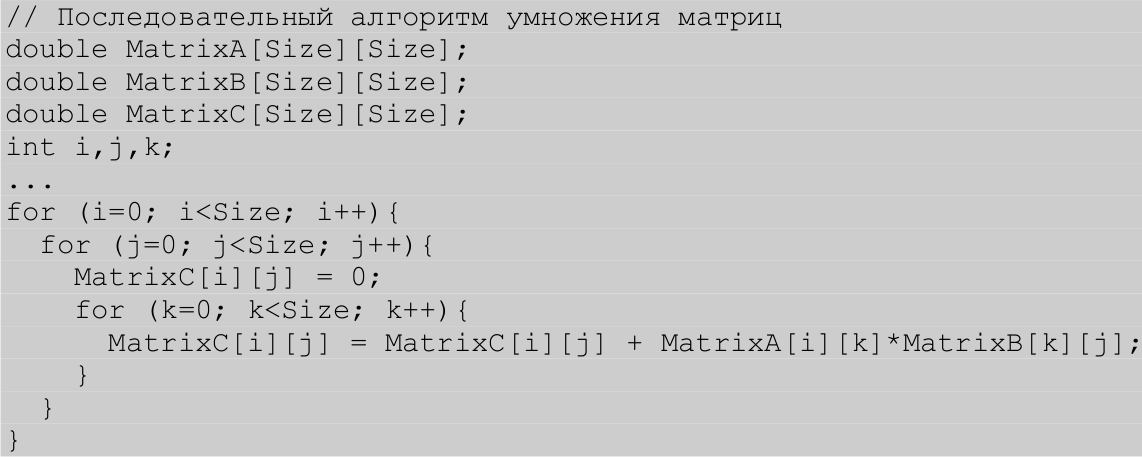 // Последовательный алгоритм умножения матриц
double MatrixA[Size][Size];
double MatrixB[Size][Size];
double MatrixC[Size][Size];
int i,j,k;
...
for (i=0; i<Size; i++){
  for (j=0; j<Size; j++){
    MatrixC[i][j] = 0;
    for (k=0; k<Size; k++){
      MatrixC[i][j] = MatrixC[i][j] + MatrixA[i][k]*MatrixB[k][j];
    }
  }
}